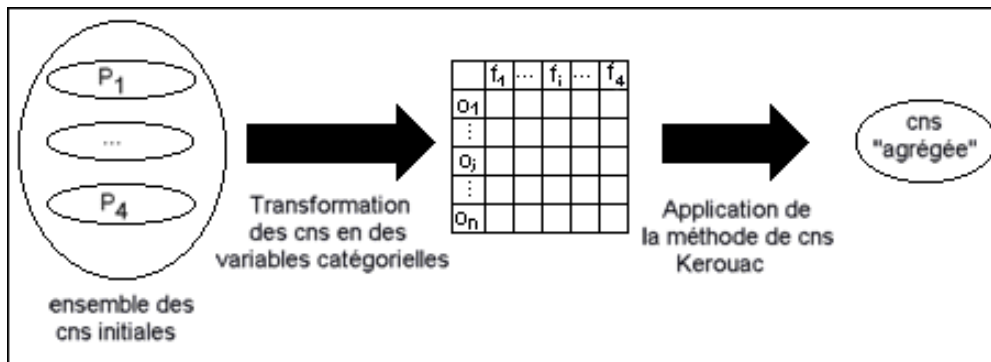 P1
...
P4
ensemble des
cns initiales
Transformation
des cns en des
variables catégorielles
f1 ... fi ... f4
o1
⋮
oj
⋮
on
Application de
la méthode de cns
Kerouac
cns
"agrégée"